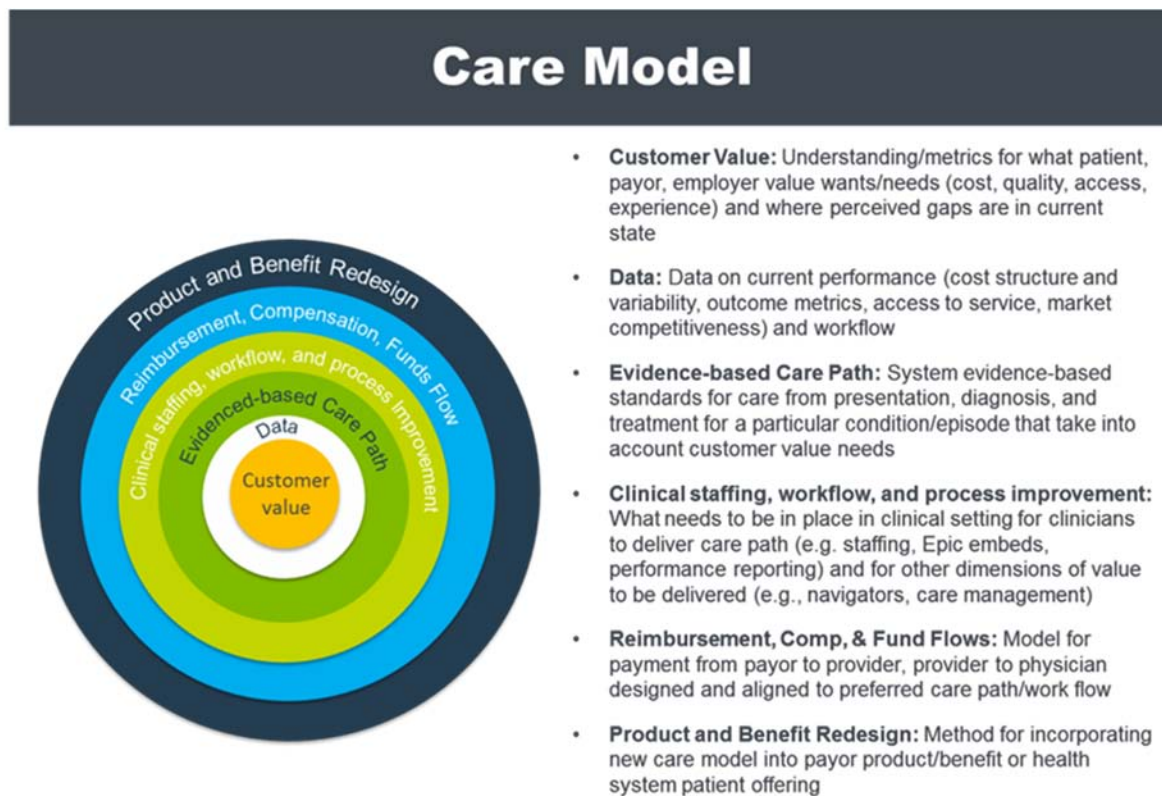 Care Model
Product and Benefit Redesign
Reimbursement, Compensation, Funds Flow
Clinical staffing, workflow, and process Improvement
Evidenced-based Care Path
Data
Customer
value
• Customer Value: Understanding/metrics for what patient,
payor, employer value wants/needs (cost, quality, access,
experience) and where perceived gaps are in current
state
• Data: Data on current performance (cost structure and
variability, outcome metrics, access to service, market
competitiveness) and workflow
• Evidence-based Care Path: System evidence-based
standards for care from presentation, diagnosis, and
treatment for a particular condition/episode that take into
account customer value needs
• Clinical staffing, workflow, and process improvement:
What needs to be in place in clinical setting for clinicians
to deliver care path (e.g. staffing, Epic embeds,
performance reporting) and for other dimensions of value
to be delivered (e.g., navigators, care management)
• Reimbursement, Comp, & Fund Flows: Model for
payment from payor to provider, provider to physician
designed and aligned to preferred care path/work flow
• Product and Benefit Redesign: Method for incorporating
new care model into payor product/benefit or health
system patient offering